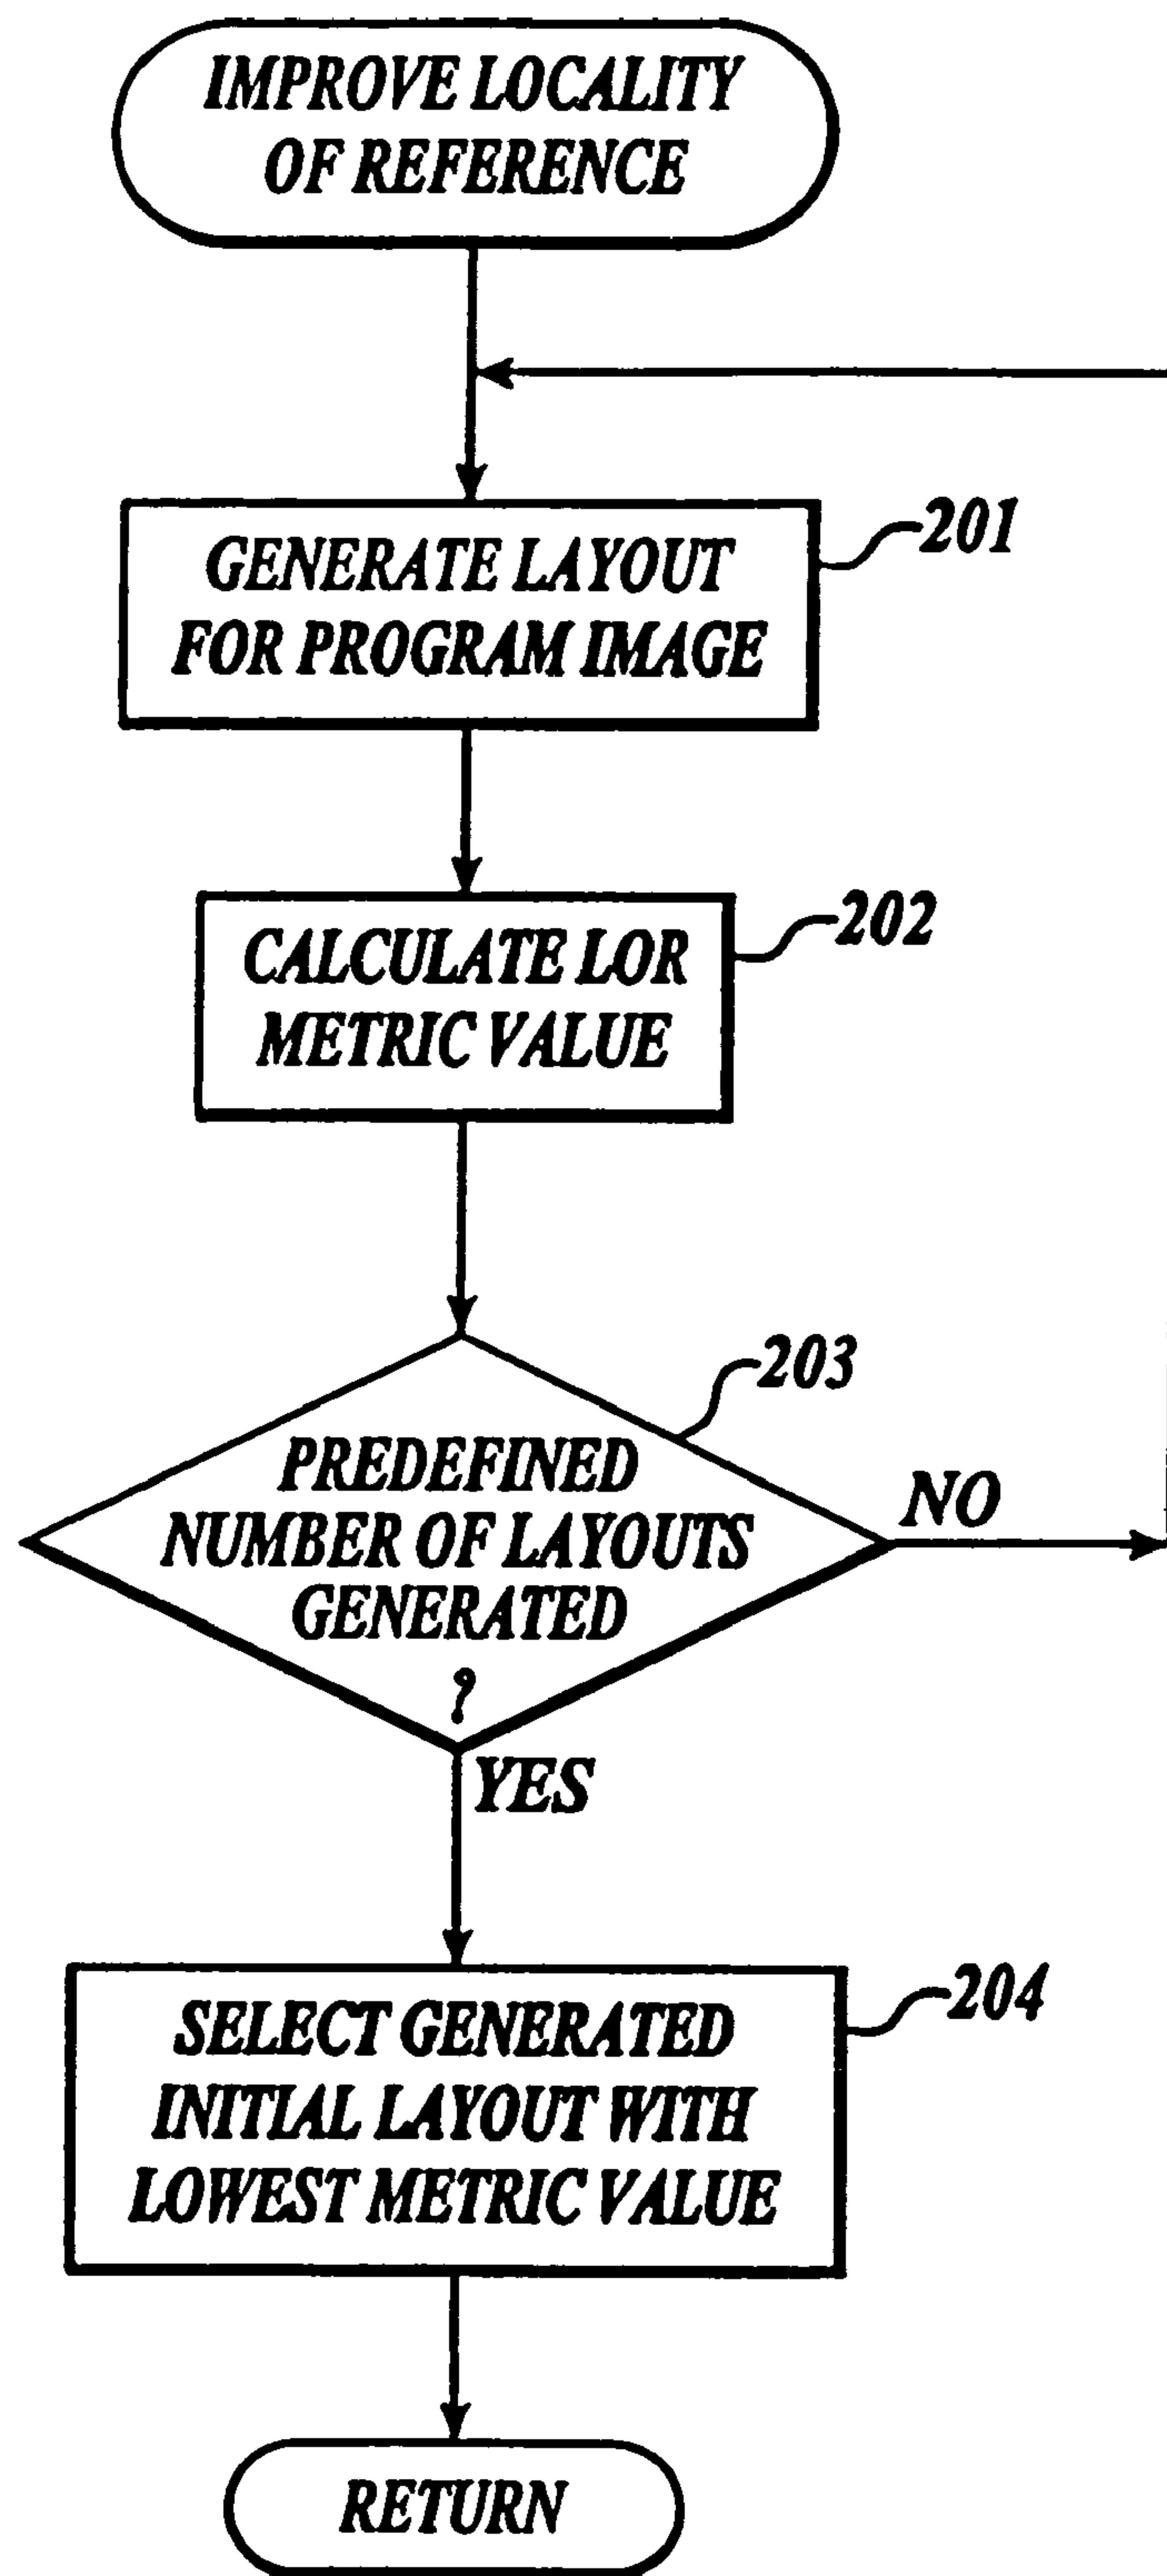 IMPROVE LOCALITY
OF REFERENCE
GENERATE LAYOUT
FOR PROGRAM IMAGE
201
CALCULATE LOR
METRIC VALUE
202
PREDEFINED
NUMBER OF LAYOUTS
GENERATED
?
203
NO
YES
SELECT GENERATED
INITIAL LAYOUT WITH
LOWEST METRIC VALUE
204
RETURN